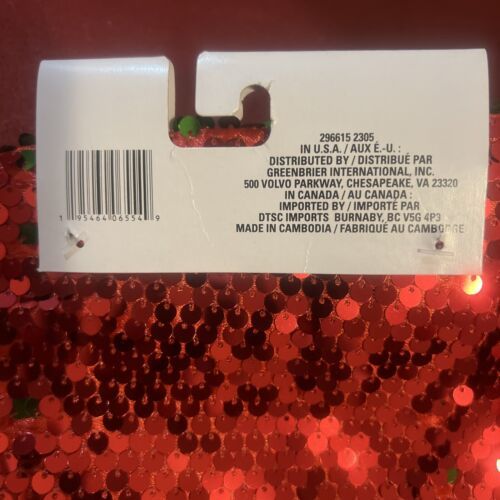 296615 2305
IN U.S.A. / AUX É.-U. :
DISTRIBUTED BY / DISTRIBUÉ PAR
GREENBRIER INTERNATIONAL, INC.
500 VOLVO PARKWAY, CHESAPEAKE, VA 23320
IN CANADA / AU CANADA :
IMPORTED BY / IMPORTÉ PAR
DTSC IMPORTS BURNABY, BC V5G 4P3
MADE IN CAMBODIA / FABRIQUÉ AU CAMBODGE
1 95464 06554 9